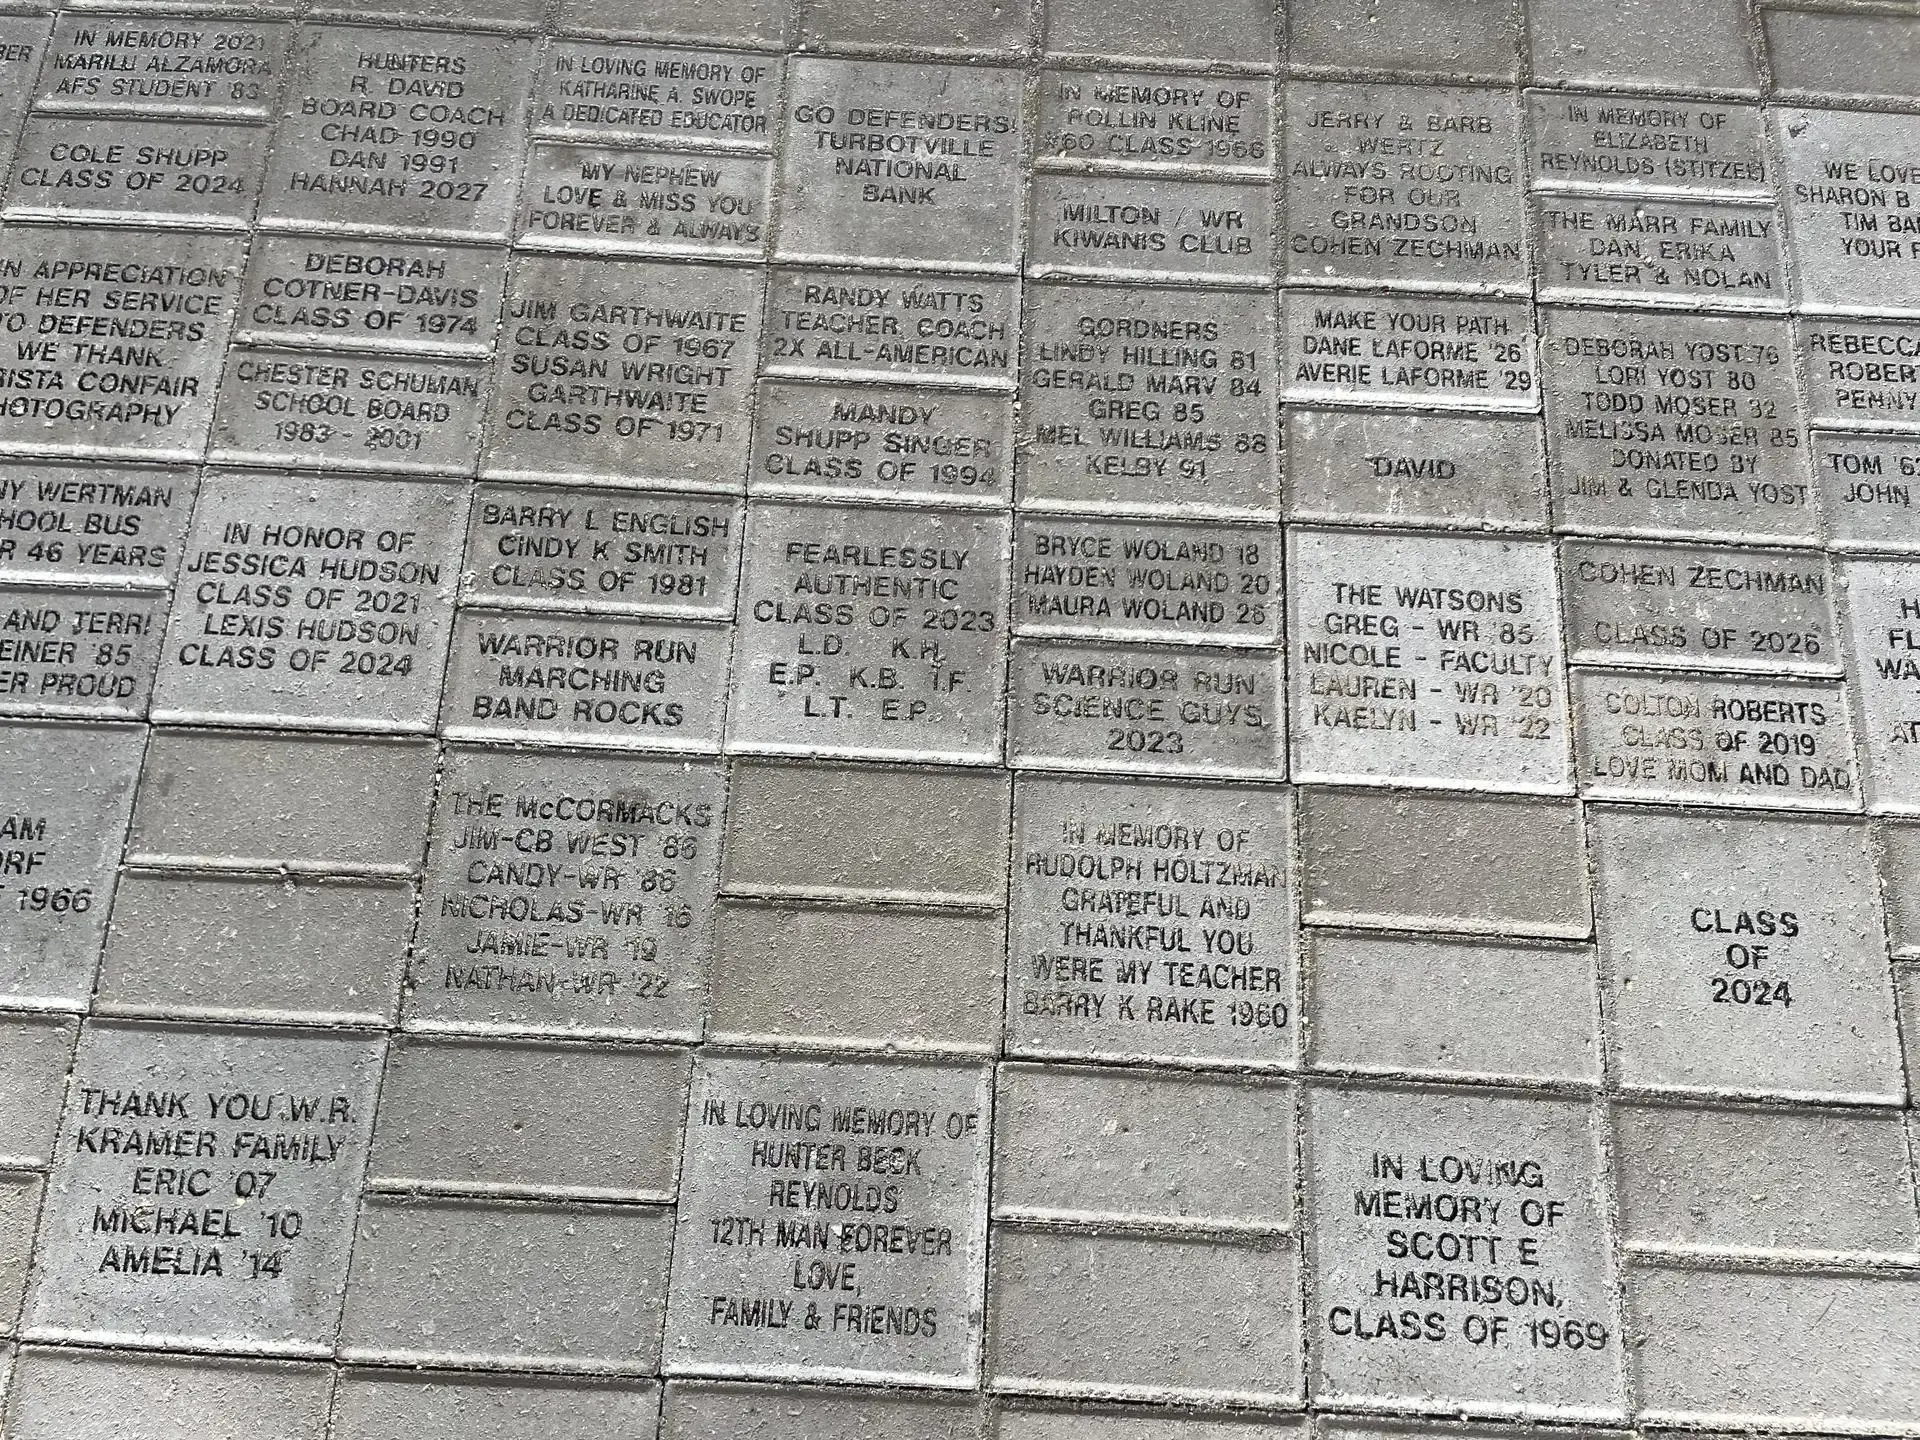 IN MEMORY 2021
MARILU ALZAMORA
AFS STUDENT '83
COLE SHUPP
CLASS OF 2024
HUNTERS
R. DAVID
BOARD COACH
CHAD 1990
DAN 1991
HANNAH 2027
IN LOVING MEMORY OF
KATHARINE A. SWOPE
A DEDICATED EDUCATOR
MY NEPHEW
LOVE & MISS YOU
FOREVER & ALWAYS
GO DEFENDERS!
TURBOTVILLE
NATIONAL
BANK
IN MEMORY OF
ROLLIN KLINE
#60 CLASS 1966
MILTON / WR
KIWANIS CLUB
JERRY & BARB
WERTZ
ALWAYS ROOTING
FOR OUR
GRANDSON
COHEN ZECHMAN
IN MEMORY OF
ELIZABETH
REYNOLDS (STITZEL)
THE MARR FAMILY
DAN, ERIKA
TYLER & NOLAN
WE LOVE
SHARON B
TIM
YOUR
IN APPRECIATION
OF HER SERVICE
TO DEFENDERS
WE THANK
CONFAIR
DEBORAH
COTNER-DAVIS
CLASS OF 1974
CHESTER SCHUMAN
SCHOOL BOARD
1983 - 2001
JIM GARTHWAITE
CLASS OF 1967
SUSAN WRIGHT
GARTHWAITE
CLASS OF 1971
RANDY WATTS
TEACHER, COACH
2X ALL-AMERICAN
MANDY
SHUPP SINGER
CLASS OF 1994
GORDNERS
LINDY HILLING 81
GERALD MARV 84
GREG 85
MEL WILLIAMS 88
KELBY 91
MAKE YOUR PATH
DANE LAFORME '26
AVERIE LAFORME '29
DAVID
DEBORAH YOST 76
LORI YOST 80
TODD MOSER 82
MELISSA MOSER 85
DONATED BY
JIM & GLENDA YOST
PENNY
TOM
JOHN
WERTMAN
BUS
46 YEARS
AND TERRI
'85
PROUD
IN HONOR OF
JESSICA HUDSON
CLASS OF 2021
LEXIS HUDSON
CLASS OF 2024
BARRY L ENGLISH
CINDY K SMITH
CLASS OF 1981
WARRIOR RUN
MARCHING
BAND ROCKS
FEARLESSLY
AUTHENTIC
CLASS OF 2023
L.D. K.H.
E.P. K.B. I.F.
L.T. E.P.
BRYCE WOLAND 18
HAYDEN WOLAND 20
MAURA WOLAND 26
WARRIOR RUN
SCIENCE GUYS
2023
THE WATSONS
GREG - WR '85
NICOLE - FACULTY
LAUREN - WR '20
KAELYN - WR '22
COHEN ZECHMAN
CLASS OF 2026
COLTON ROBERTS
CLASS OF 2019
LOVE MOM AND DAD
1966
THE McCORMACKS
JIM-CB WEST '86
CANDY-WR '86
NICHOLAS-WR '16
JAMIE-WR '19
NATHAN-WR '22
IN MEMORY OF
RUDOLPH HOLTZMAN
GRATEFUL AND
THANKFUL YOU
WERE MY TEACHER
BARRY K RAKE 1960
CLASS
OF
2024
THANK YOU W.R.
KRAMER FAMILY
ERIC '07
MICHAEL '10
AMELIA '14
IN LOVING MEMORY OF
HUNTER BECK
REYNOLDS
12TH MAN FOREVER
LOVE,
FAMILY & FRIENDS
IN LOVING
MEMORY OF
SCOTT E
HARRISON,
CLASS OF 1969